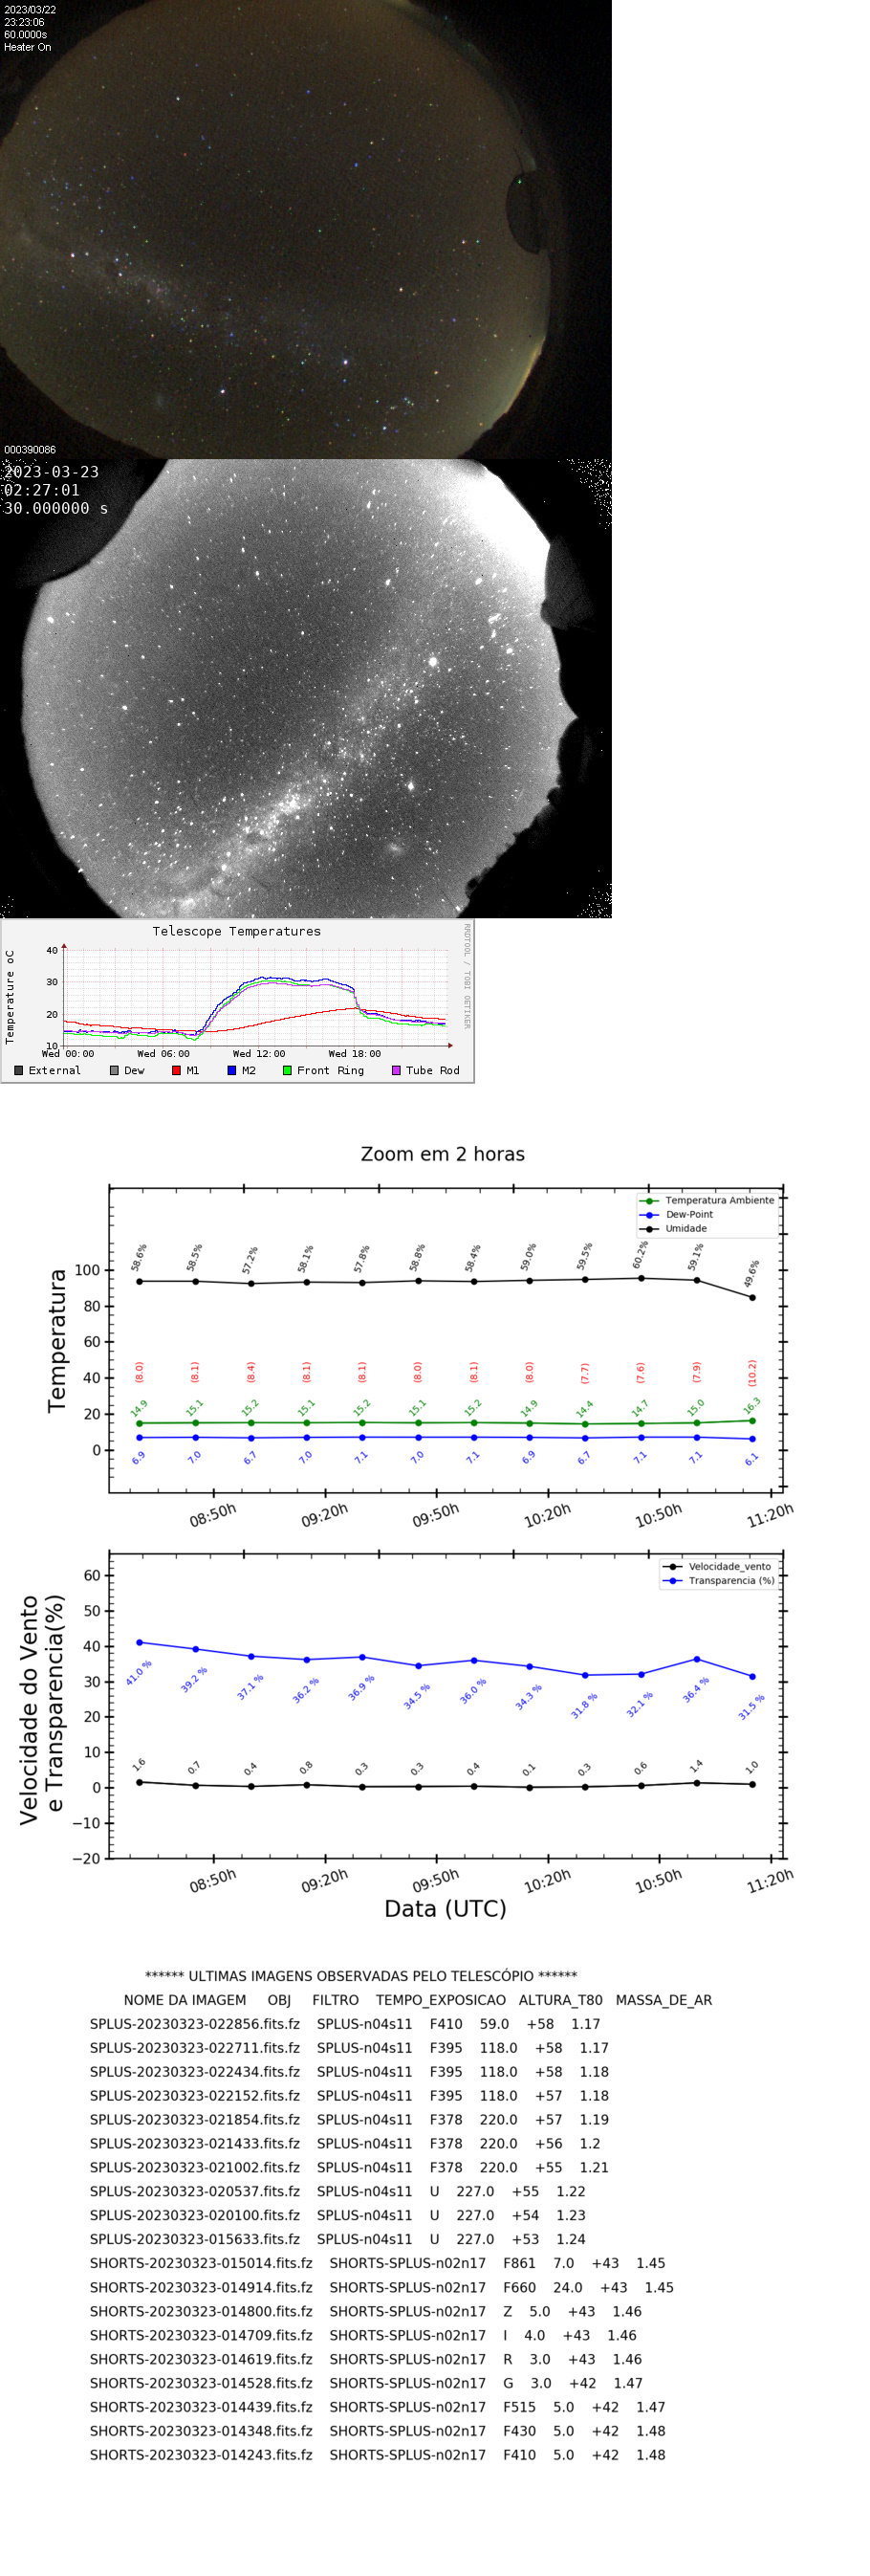 2023/03/22
23:23:06
60.0000s
Heater On
000390086
2023-03-23
02:27:01
30.000000 s
Telescope Temperatures
RRDTOOL / TOBI OETIKER
Temperature oC
40
30
20
10
Wed 00:00 Wed 06:00 Wed 12:00 Wed 18:00
External Dew M1 M2 Front Ring Tube Rod
Zoom em 2 horas
Temperatura Ambiente
Dew-Point
Umidade
Temperatura
100
80
60
40
20
0
58.6% 58.5% 57.2% 58.1% 57.8% 58.8% 58.4% 59.0% 59.5% 60.2% 59.1% 49.6%
(8.0) (8.1) (8.4) (8.1) (8.1) (8.0) (8.1) (8.0) (7.7) (7.6) (7.9) (10.2)
14.9 15.1 15.2 15.1 15.2 15.1 15.2 14.9 14.4 14.7 15.0 16.3
6.9 7.0 6.7 7.0 7.1 7.0 7.1 6.9 6.7 7.1 7.1 6.1
08:50h 09:20h 09:50h 10:20h 10:50h 11:20h
Velocidade_vento
Transparencia (%)
Velocidade do Vento
e Transparencia(%)
60
50
40
30
20
10
0
−10
−20
41.0 % 39.2 % 37.1 % 36.2 % 36.9 % 34.5 % 36.0 % 34.3 % 31.8 % 32.1 % 36.4 % 31.5 %
1.6 0.7 0.4 0.8 0.3 0.3 0.4 0.1 0.3 0.6 1.4 1.0
08:50h 09:20h 09:50h 10:20h 10:50h 11:20h
Data (UTC)
****** ULTIMAS IMAGENS OBSERVADAS PELO TELESCÓPIO ******
NOME DA IMAGEM OBJ FILTRO TEMPO_EXPOSICAO ALTURA_T80 MASSA_DE_AR
SPLUS-20230323-022856.fits.fz SPLUS-n04s11 F410 59.0 +58 1.17
SPLUS-20230323-022711.fits.fz SPLUS-n04s11 F395 118.0 +58 1.17
SPLUS-20230323-022434.fits.fz SPLUS-n04s11 F395 118.0 +58 1.18
SPLUS-20230323-022152.fits.fz SPLUS-n04s11 F395 118.0 +57 1.18
SPLUS-20230323-021854.fits.fz SPLUS-n04s11 F378 220.0 +57 1.19
SPLUS-20230323-021433.fits.fz SPLUS-n04s11 F378 220.0 +56 1.2
SPLUS-20230323-021002.fits.fz SPLUS-n04s11 F378 220.0 +55 1.21
SPLUS-20230323-020537.fits.fz SPLUS-n04s11 U 227.0 +55 1.22
SPLUS-20230323-020100.fits.fz SPLUS-n04s11 U 227.0 +54 1.23
SPLUS-20230323-015633.fits.fz SPLUS-n04s11 U 227.0 +53 1.24
SHORTS-20230323-015014.fits.fz SHORTS-SPLUS-n02n17 F861 7.0 +43 1.45
SHORTS-20230323-014914.fits.fz SHORTS-SPLUS-n02n17 F660 24.0 +43 1.45
SHORTS-20230323-014800.fits.fz SHORTS-SPLUS-n02n17 Z 5.0 +43 1.46
SHORTS-20230323-014709.fits.fz SHORTS-SPLUS-n02n17 I 4.0 +43 1.46
SHORTS-20230323-014619.fits.fz SHORTS-SPLUS-n02n17 R 3.0 +43 1.46
SHORTS-20230323-014528.fits.fz SHORTS-SPLUS-n02n17 G 3.0 +42 1.47
SHORTS-20230323-014439.fits.fz SHORTS-SPLUS-n02n17 F515 5.0 +42 1.47
SHORTS-20230323-014348.fits.fz SHORTS-SPLUS-n02n17 F430 5.0 +42 1.48
SHORTS-20230323-014243.fits.fz SHORTS-SPLUS-n02n17 F410 5.0 +42 1.48